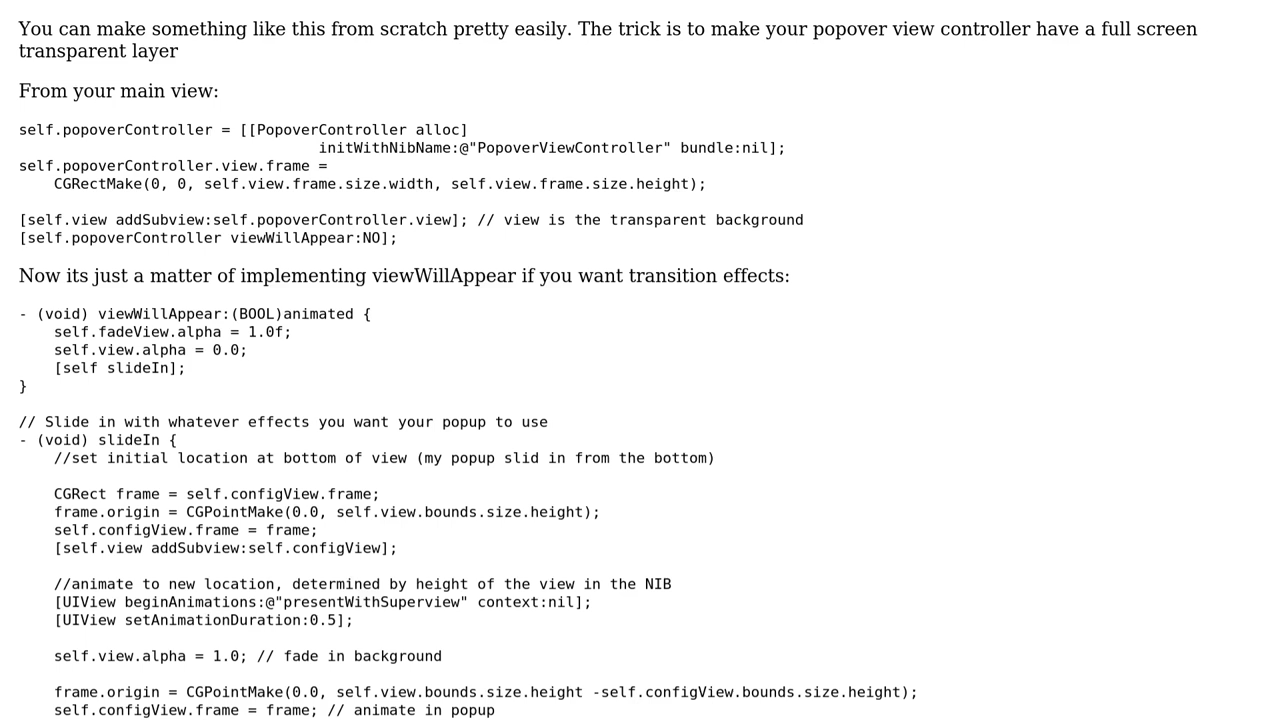 You can make something like this from scratch pretty easily. The trick is to make your popover view controller have a full screen
transparent layer
From your main view:
self.popoverController = [[PopoverController alloc]
                                  initWithNibName:@"PopoverViewController" bundle:nil];
self.popoverController.view.frame =
    CGRectMake(0, 0, self.view.frame.size.width, self.view.frame.size.height);
[self.view addSubview:self.popoverController.view]; // view is the transparent background
[self.popoverController viewWillAppear:NO];
Now its just a matter of implementing viewWillAppear if you want transition effects:
- (void) viewWillAppear:(BOOL)animated {
    self.fadeView.alpha = 1.0f;
    self.view.alpha = 0.0;
    [self slideIn];
}
// Slide in with whatever effects you want your popup to use
- (void) slideIn {
    //set initial location at bottom of view (my popup slid in from the bottom)
    CGRect frame = self.configView.frame;
    frame.origin = CGPointMake(0.0, self.view.bounds.size.height);
    self.configView.frame = frame;
    [self.view addSubview:self.configView];
    //animate to new location, determined by height of the view in the NIB
    [UIView beginAnimations:@"presentWithSuperview" context:nil];
    [UIView setAnimationDuration:0.5];
    self.view.alpha = 1.0; // fade in background
    frame.origin = CGPointMake(0.0, self.view.bounds.size.height -self.configView.bounds.size.height);
    self.configView.frame = frame; // animate in popup